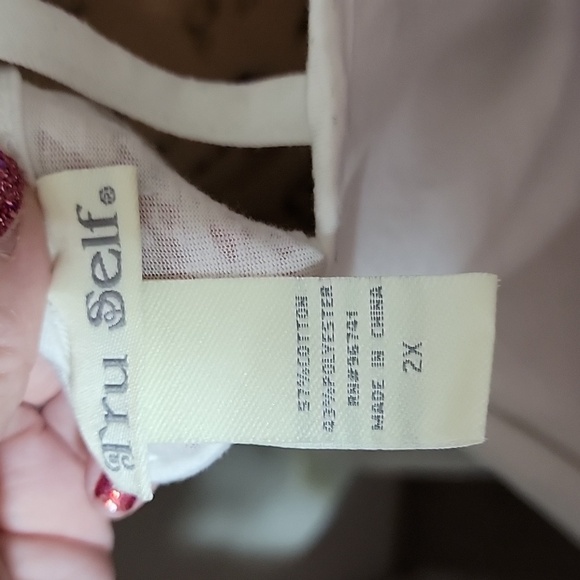 Tru Self®
57%COTTON
43%POLYESTER
RN#96741
MADE IN CHINA
2X